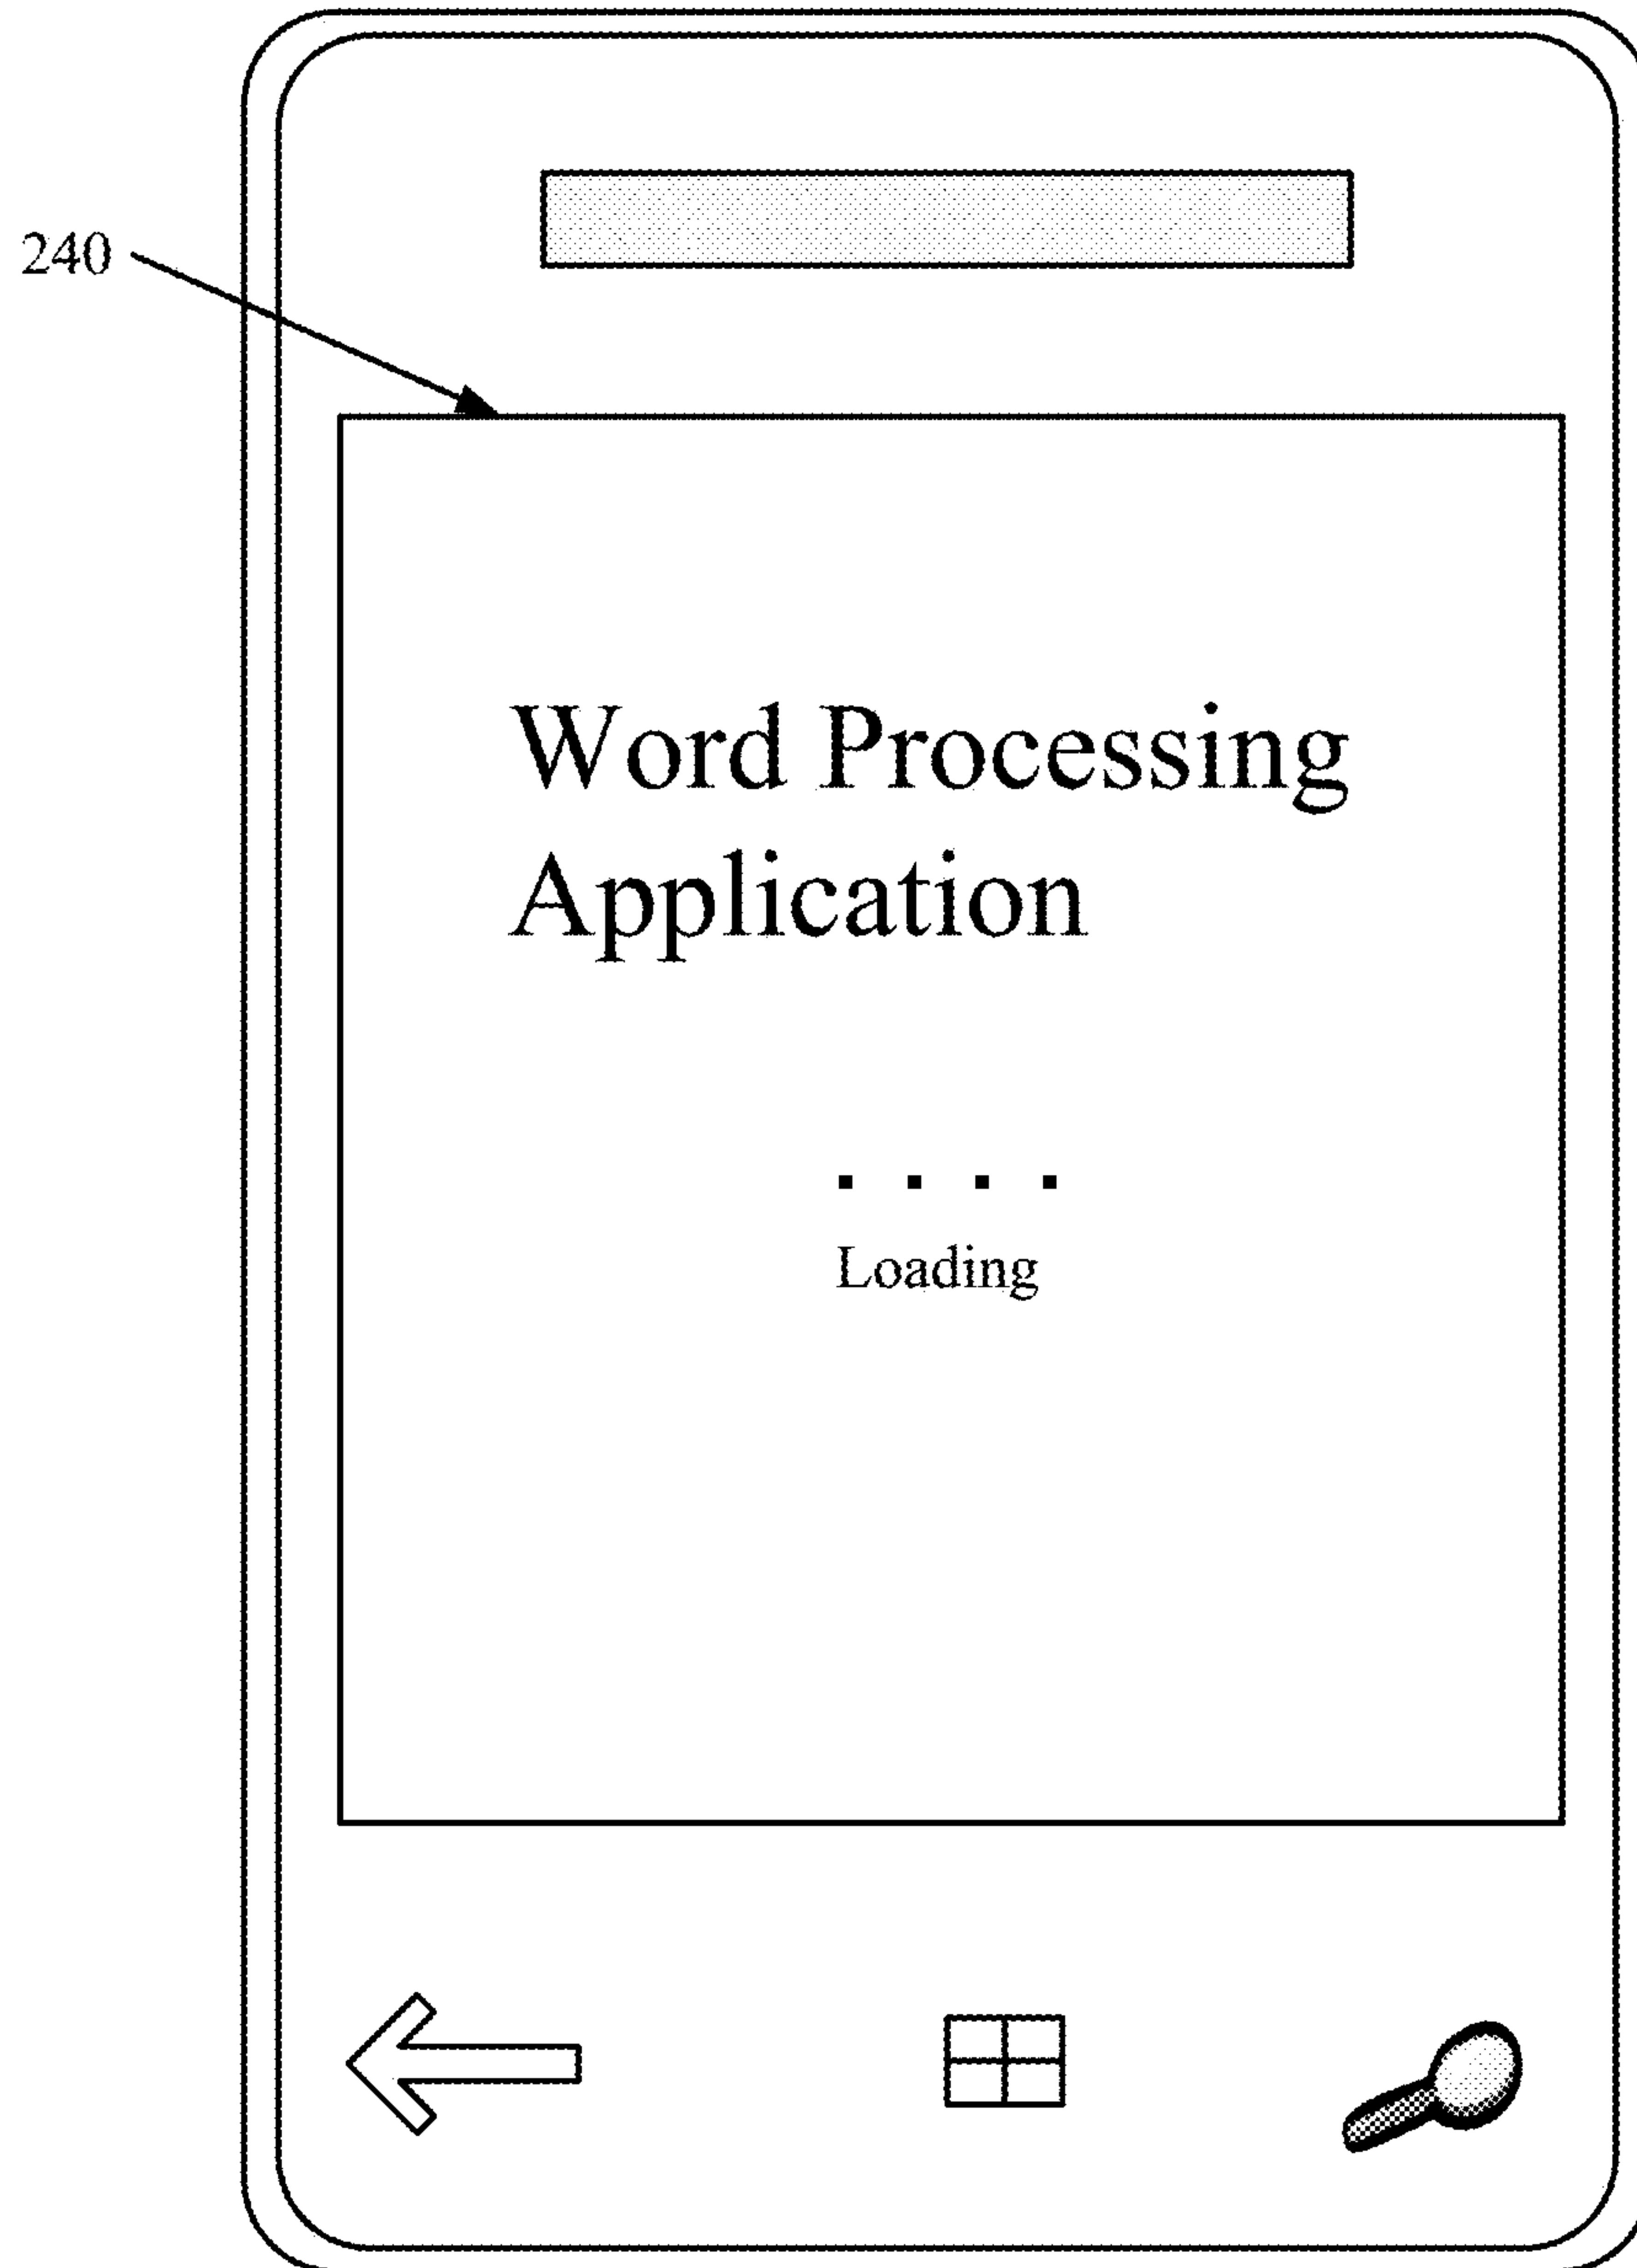 240
Word Processing
Application
. . . .
Loading